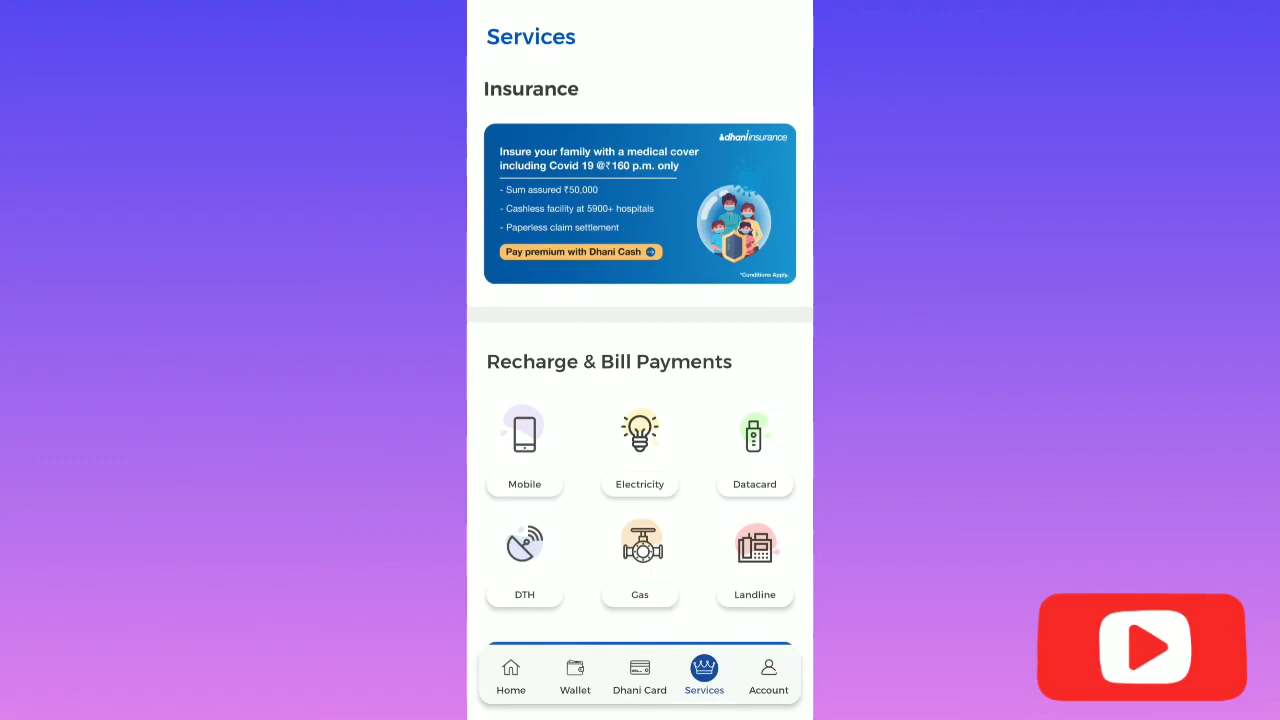 Services
Insurance
dhani insurance
Insure your family with a medical cover
including Covid 19 @₹160 p.m. only
- Sum assured ₹50,000
- Cashless facility at 5900+ hospitals
- Paperless claim settlement
Pay premium with Dhani Cash
*Conditions Apply.
Recharge & Bill Payments
Mobile Electricity Datacard
DTH Gas Landline
Home Wallet Dhani Card Services Account